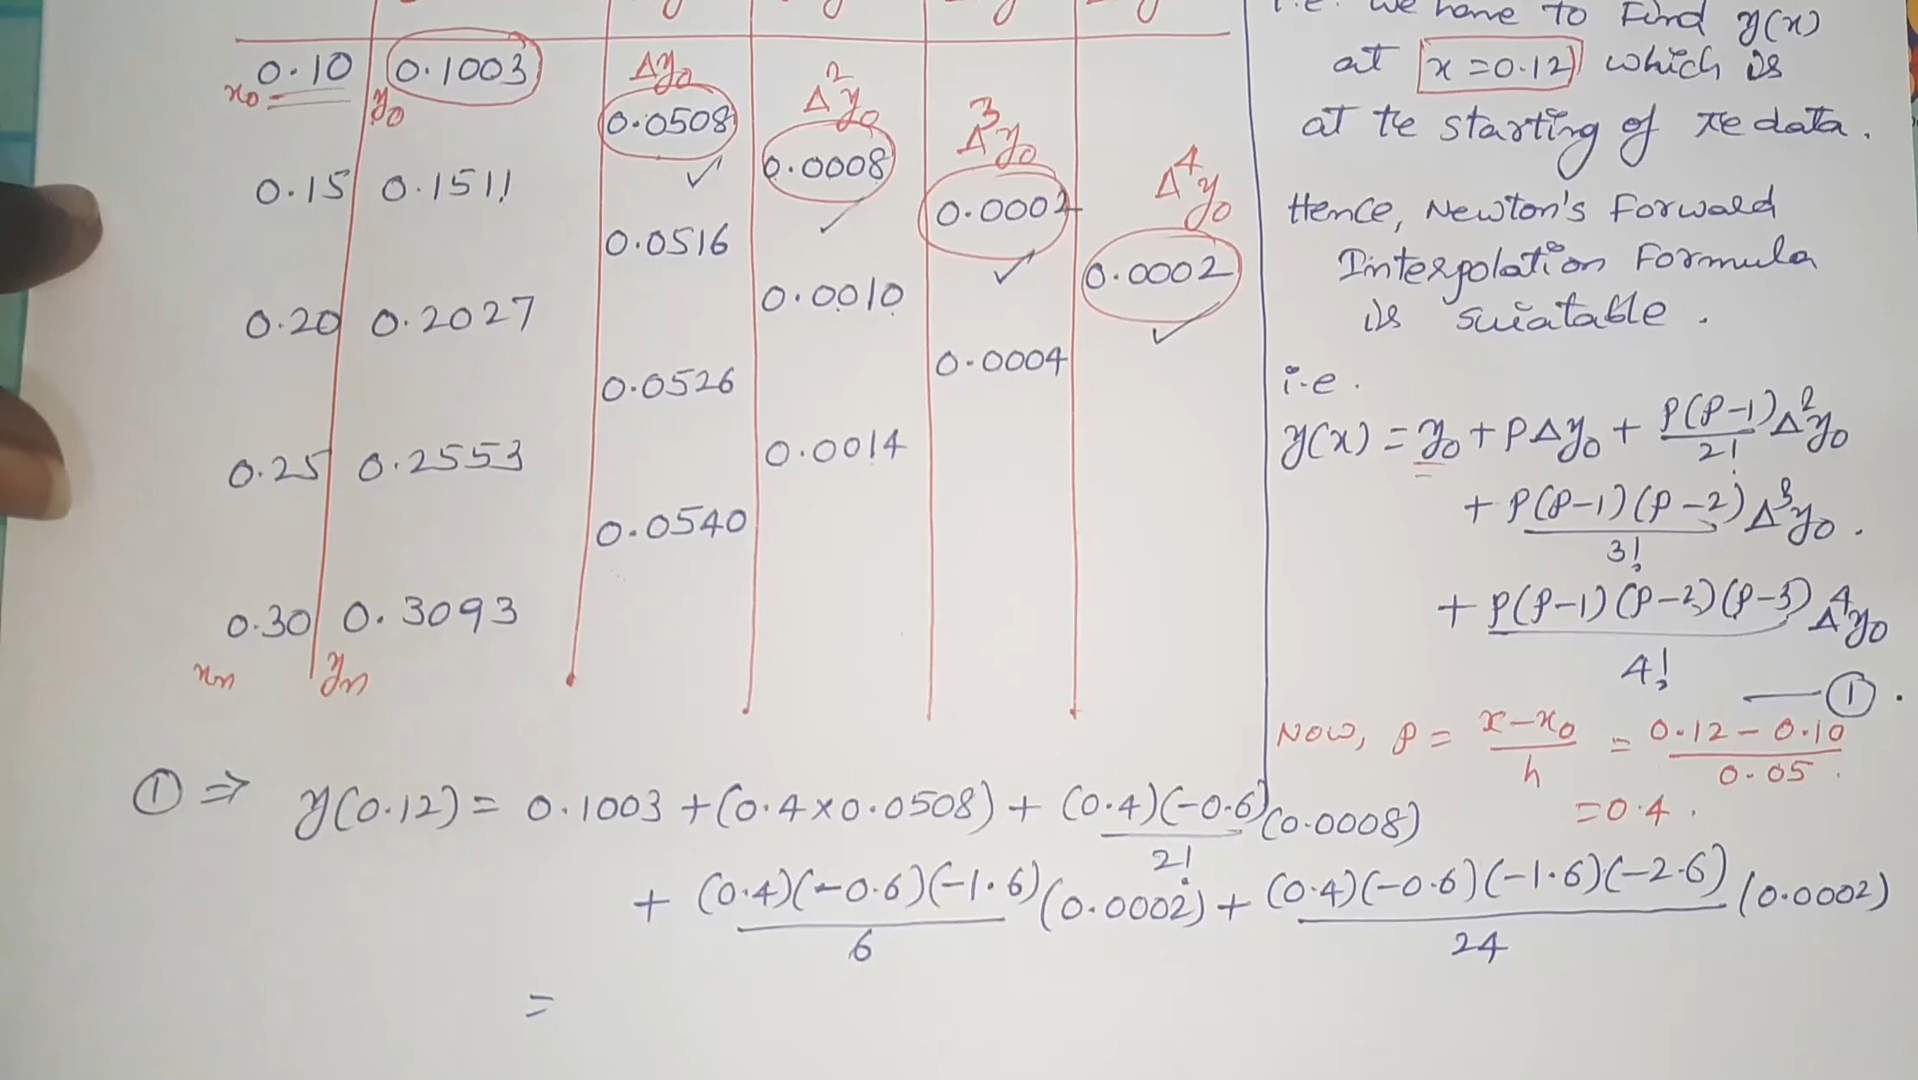 i.e. we have to Find y(x)
at x=0.12 which is
at te starting of te data.
Hence, Newton's Forwald
Interpolation Formula
is suiatable.
i.e.
y(x) = y₀ + PΔy₀ + P(P-1)/2! Δ²y₀
+ P(P-1)(P-2)/3! Δ³y₀.
+ P(P-1)(P-2)(P-3)/4! Δ⁴y₀
— ①.
Now, P = x-x₀/h = 0.12-0.10/0.05.
=0.4.
x₀ 0.10 y₀ 0.1003
Δy₀ 0.0508
Δ²y₀ 0.0008
Δ³y₀ 0.0002
Δ⁴y₀ 0.0002
0.15 0.1511
0.0516
0.0010
0.0004
0.20 0.2027
0.0526
0.0014
0.25 0.2553
0.0540
0.30 0.3093
xn yn
① ⇒ y(0.12) = 0.1003 + (0.4×0.0508) + (0.4)(-0.6)/2! (0.0008)
+ (0.4)(-0.6)(-1.6)/6 (0.0002) + (0.4)(-0.6)(-1.6)(-2.6)/24 (0.0002)
=